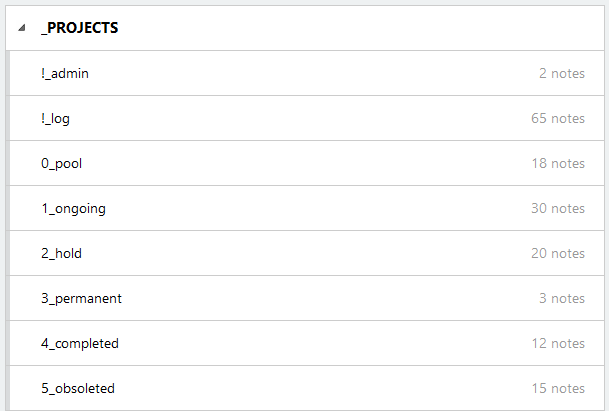 _PROJECTS
!_admin 2 notes
!_log 65 notes
0_pool 18 notes
1_ongoing 30 notes
2_hold 20 notes
3_permanent 3 notes
4_completed 12 notes
5_obsoleted 15 notes